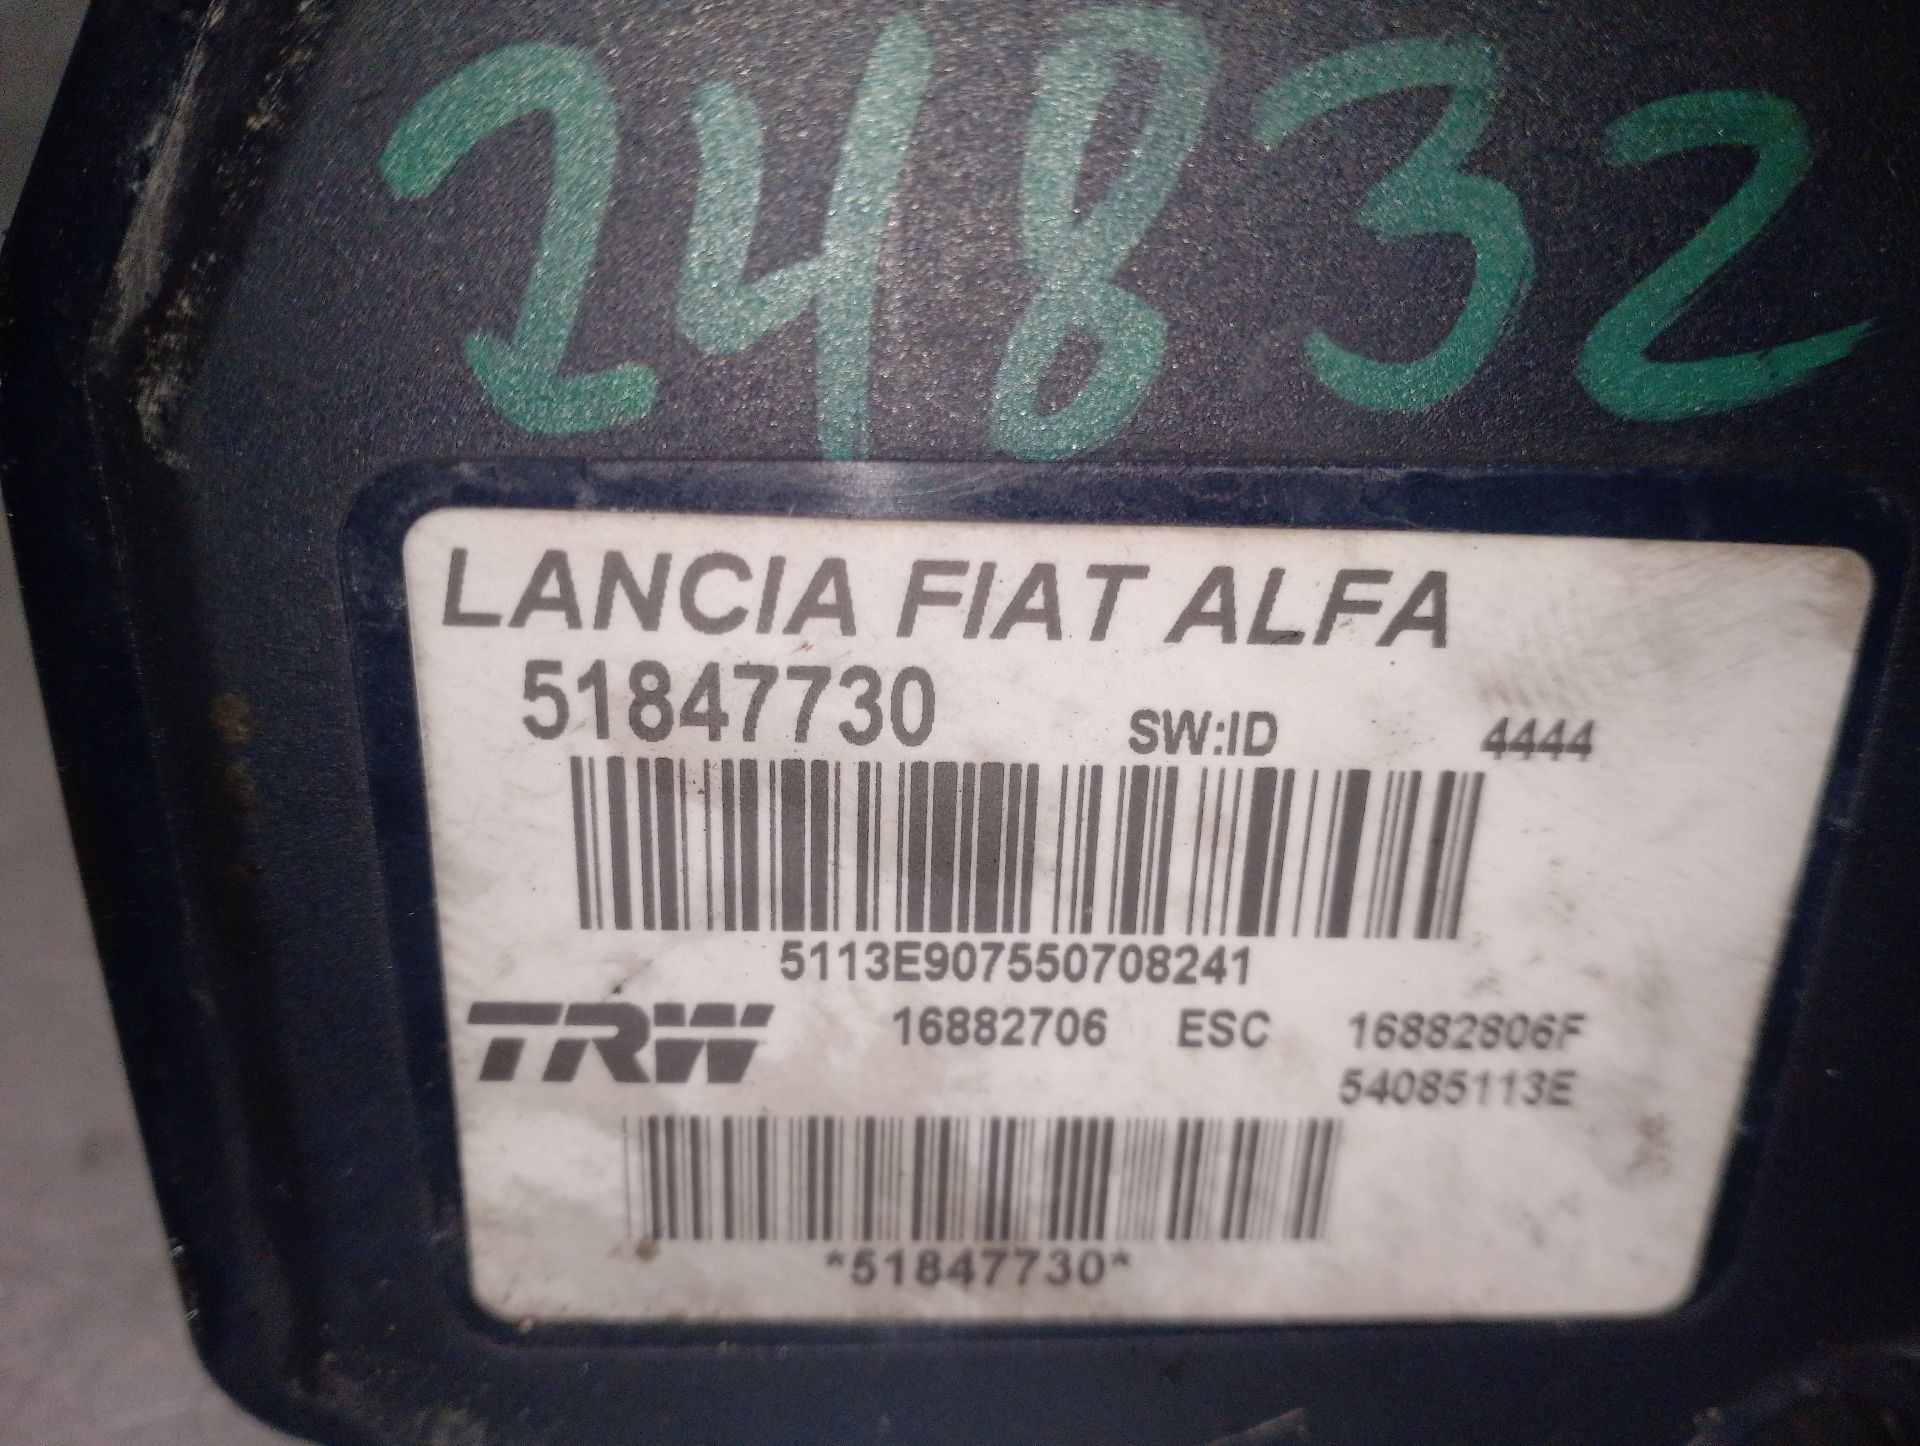 24832
LANCIA FIAT ALFA
51847730 SW:ID 4444
5113E907550708241
TRW 16882706 ESC 16882806F
54085113E
*51847730*